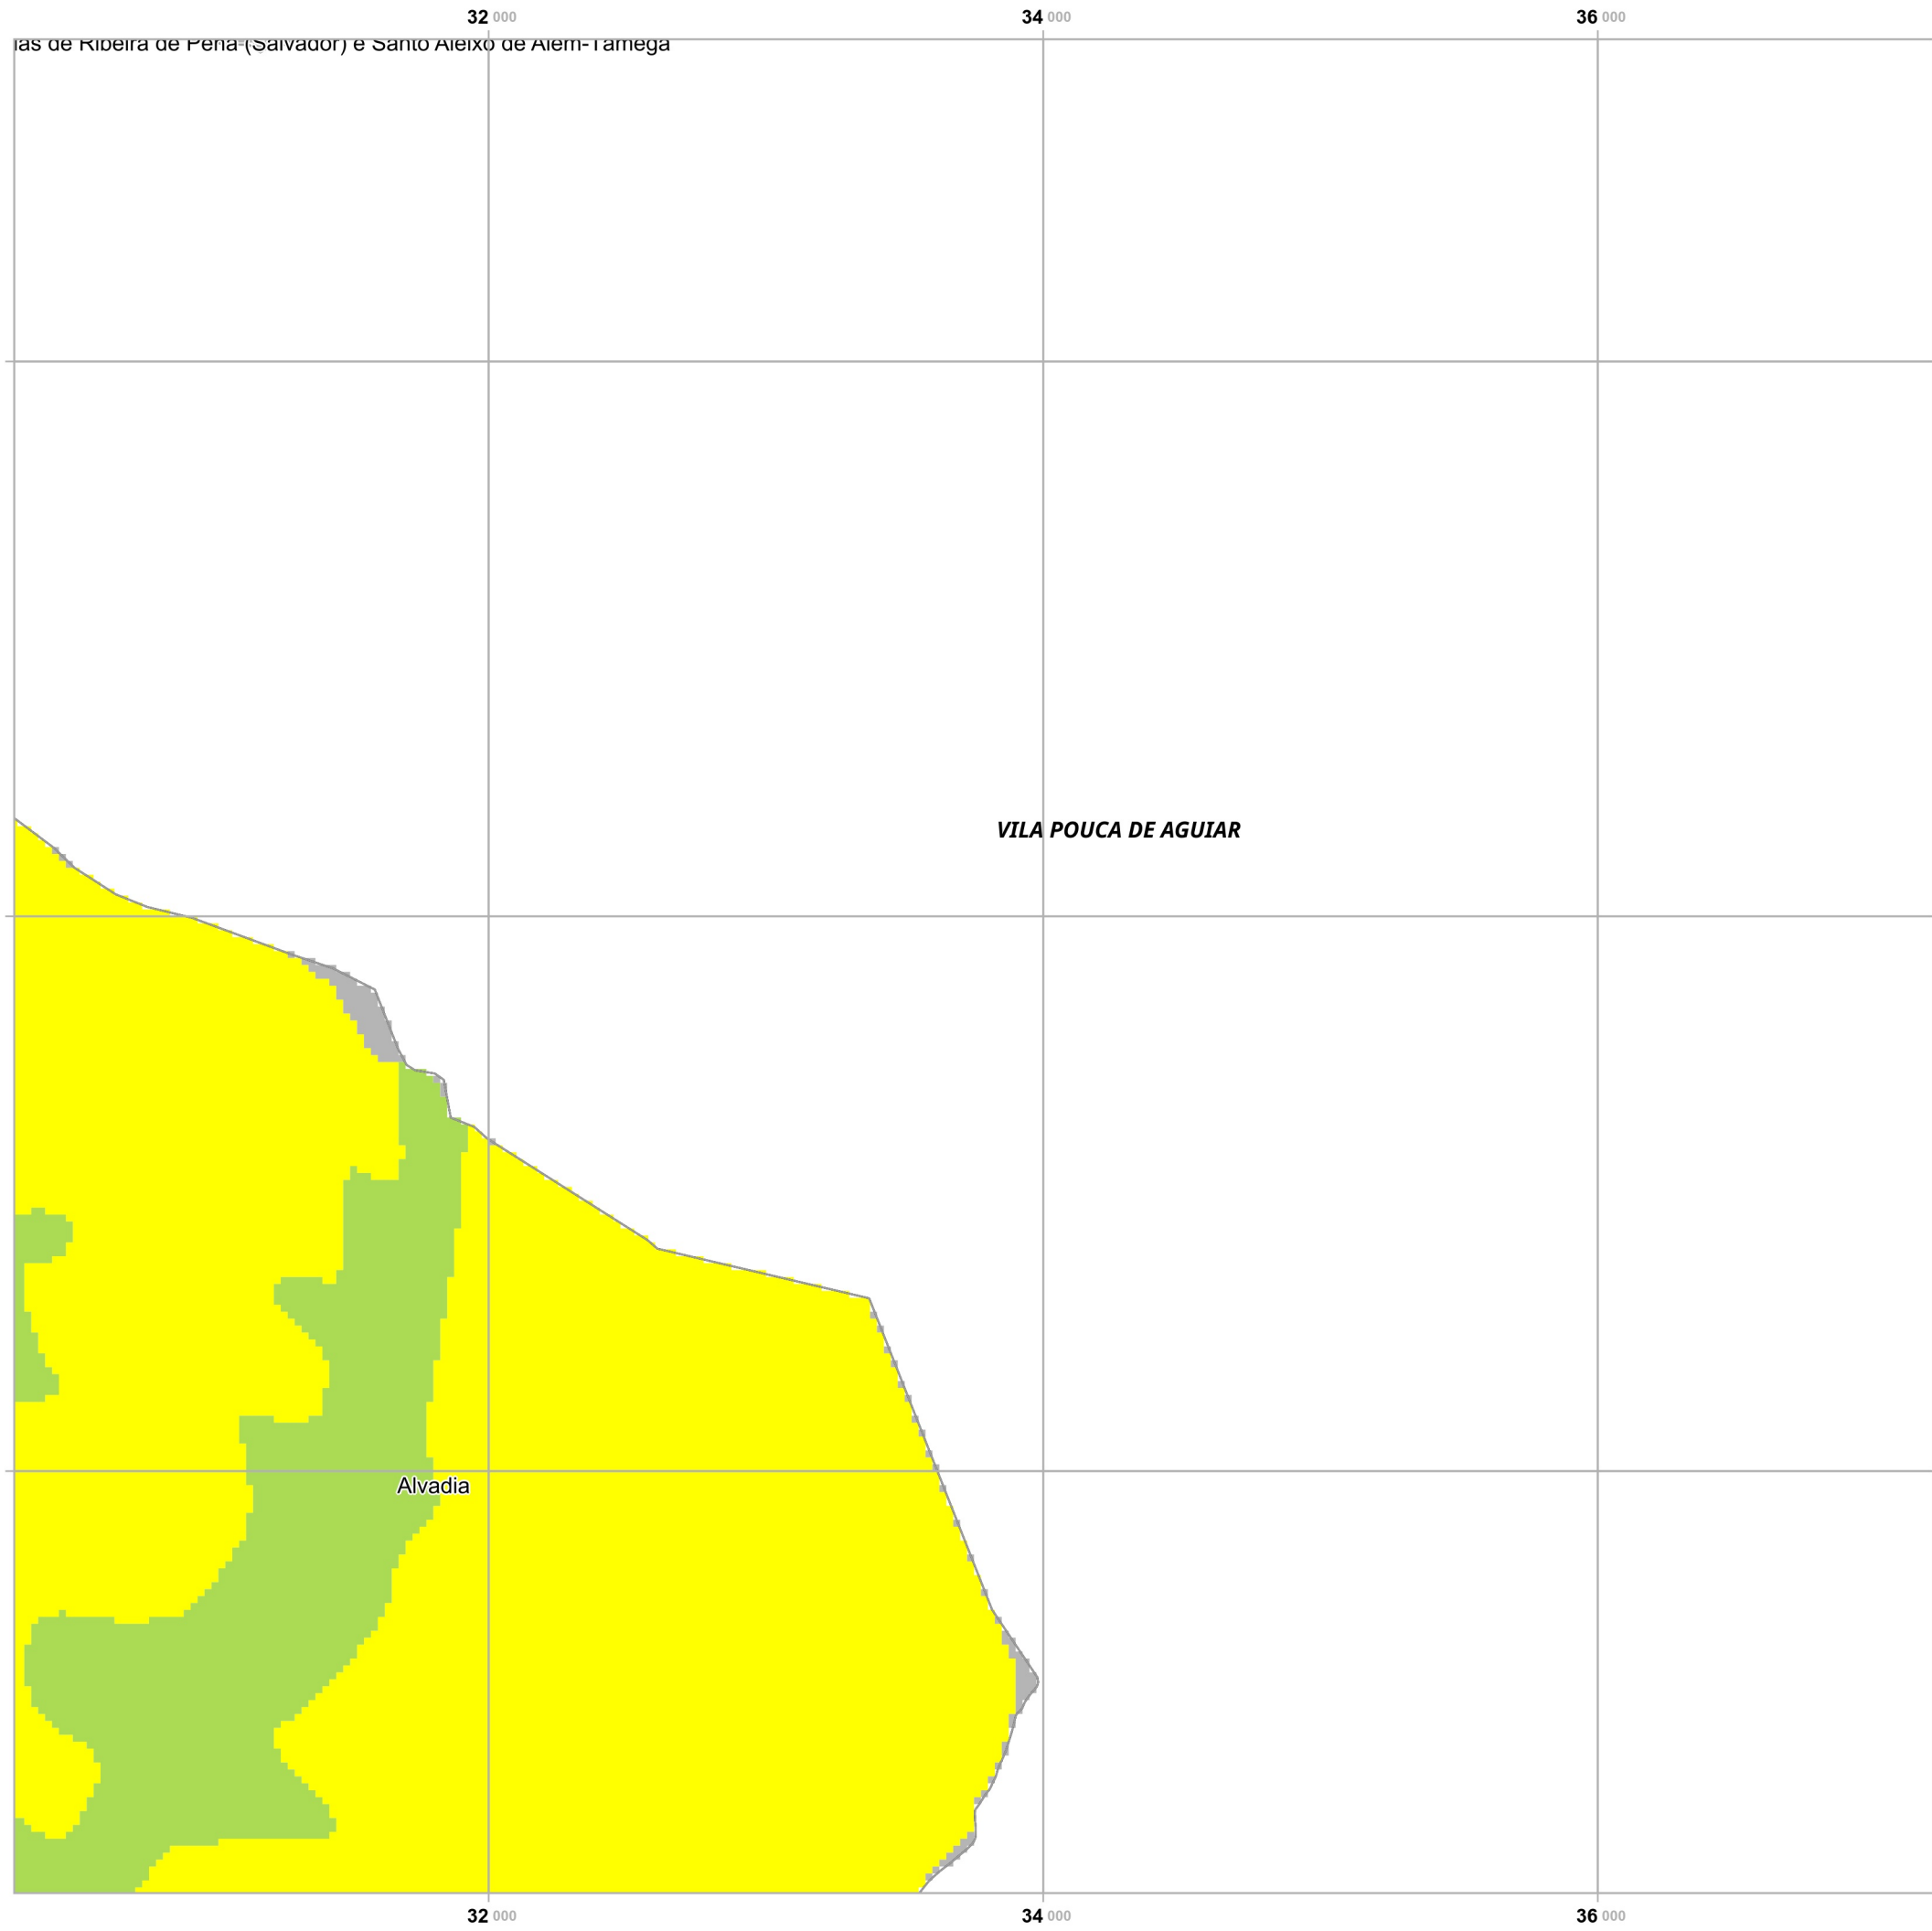 32 000 34 000 36 000
de Ribeira de Pena (Salvador) e Santo Aleixo de Além-Tâmega
VILA POUCA DE AGUIAR
Alvadia
32 000 34 000 36 000